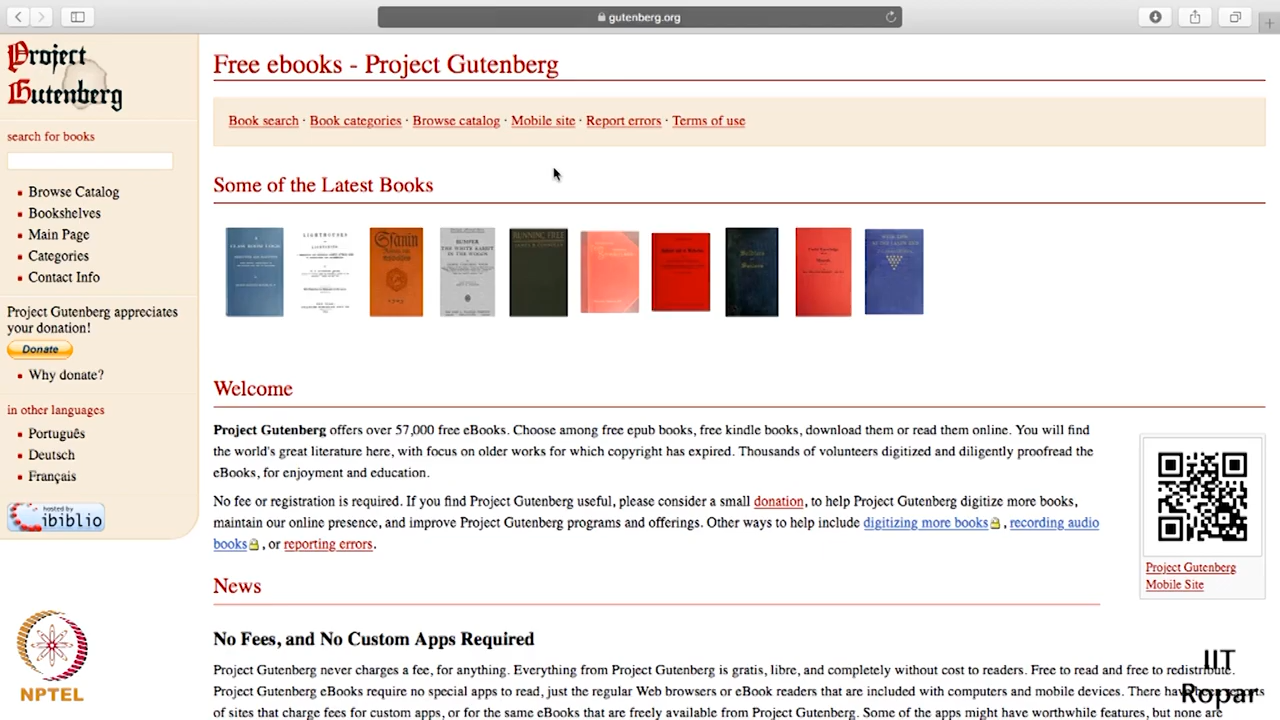 gutenberg.org
Project
Gutenberg
search for books
Browse Catalog
Bookshelves
Main Page
Categories
Contact Info
Project Gutenberg appreciates
your donation!
Donate
Why donate?
in other languages
Português
Deutsch
Français
hosted by
ibiblio
Free ebooks - Project Gutenberg
Book search · Book categories · Browse catalog · Mobile site · Report errors · Terms of use
Some of the Latest Books
Welcome
Project Gutenberg offers over 57,000 free eBooks. Choose among free epub books, free kindle books, download them or read them online. You will find
the world's great literature here, with focus on older works for which copyright has expired. Thousands of volunteers digitized and diligently proofread the
eBooks, for enjoyment and education.
No fee or registration is required. If you find Project Gutenberg useful, please consider a small donation, to help Project Gutenberg digitize more books,
maintain our online presence, and improve Project Gutenberg programs and offerings. Other ways to help include digitizing more books, recording audio
books, or reporting errors.
Project Gutenberg
Mobile Site
News
No Fees, and No Custom Apps Required
Project Gutenberg never charges a fee, for anything. Everything from Project Gutenberg is gratis, libre, and completely without cost to readers. Free to read and free to redistribute.
Project Gutenberg eBooks require no special apps to read, just the regular Web browsers or eBook readers that are included with computers and mobile devices. There have been reports
of sites that charge fees for custom apps, or for the same eBooks that are freely available from Project Gutenberg. Some of the apps might have worthwhile features, but none
NPTEL
IIT
Ropar